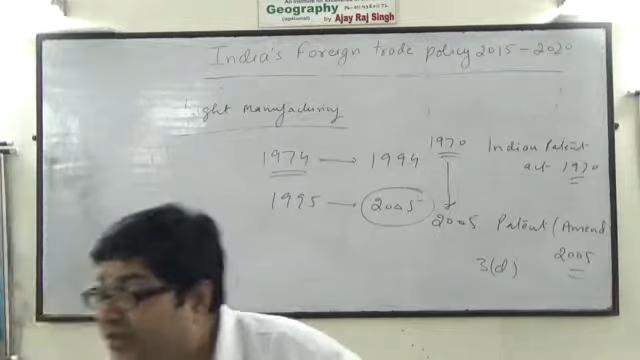 Geography
(optional) by Ajay Raj Singh
India's Foreign trade policy 2015-2020
Light Manufacturing
1974 → 1994
1995 → 2005
1970 Indian Patent
act 1970
2005 Patent (Amend
3(d) 2005